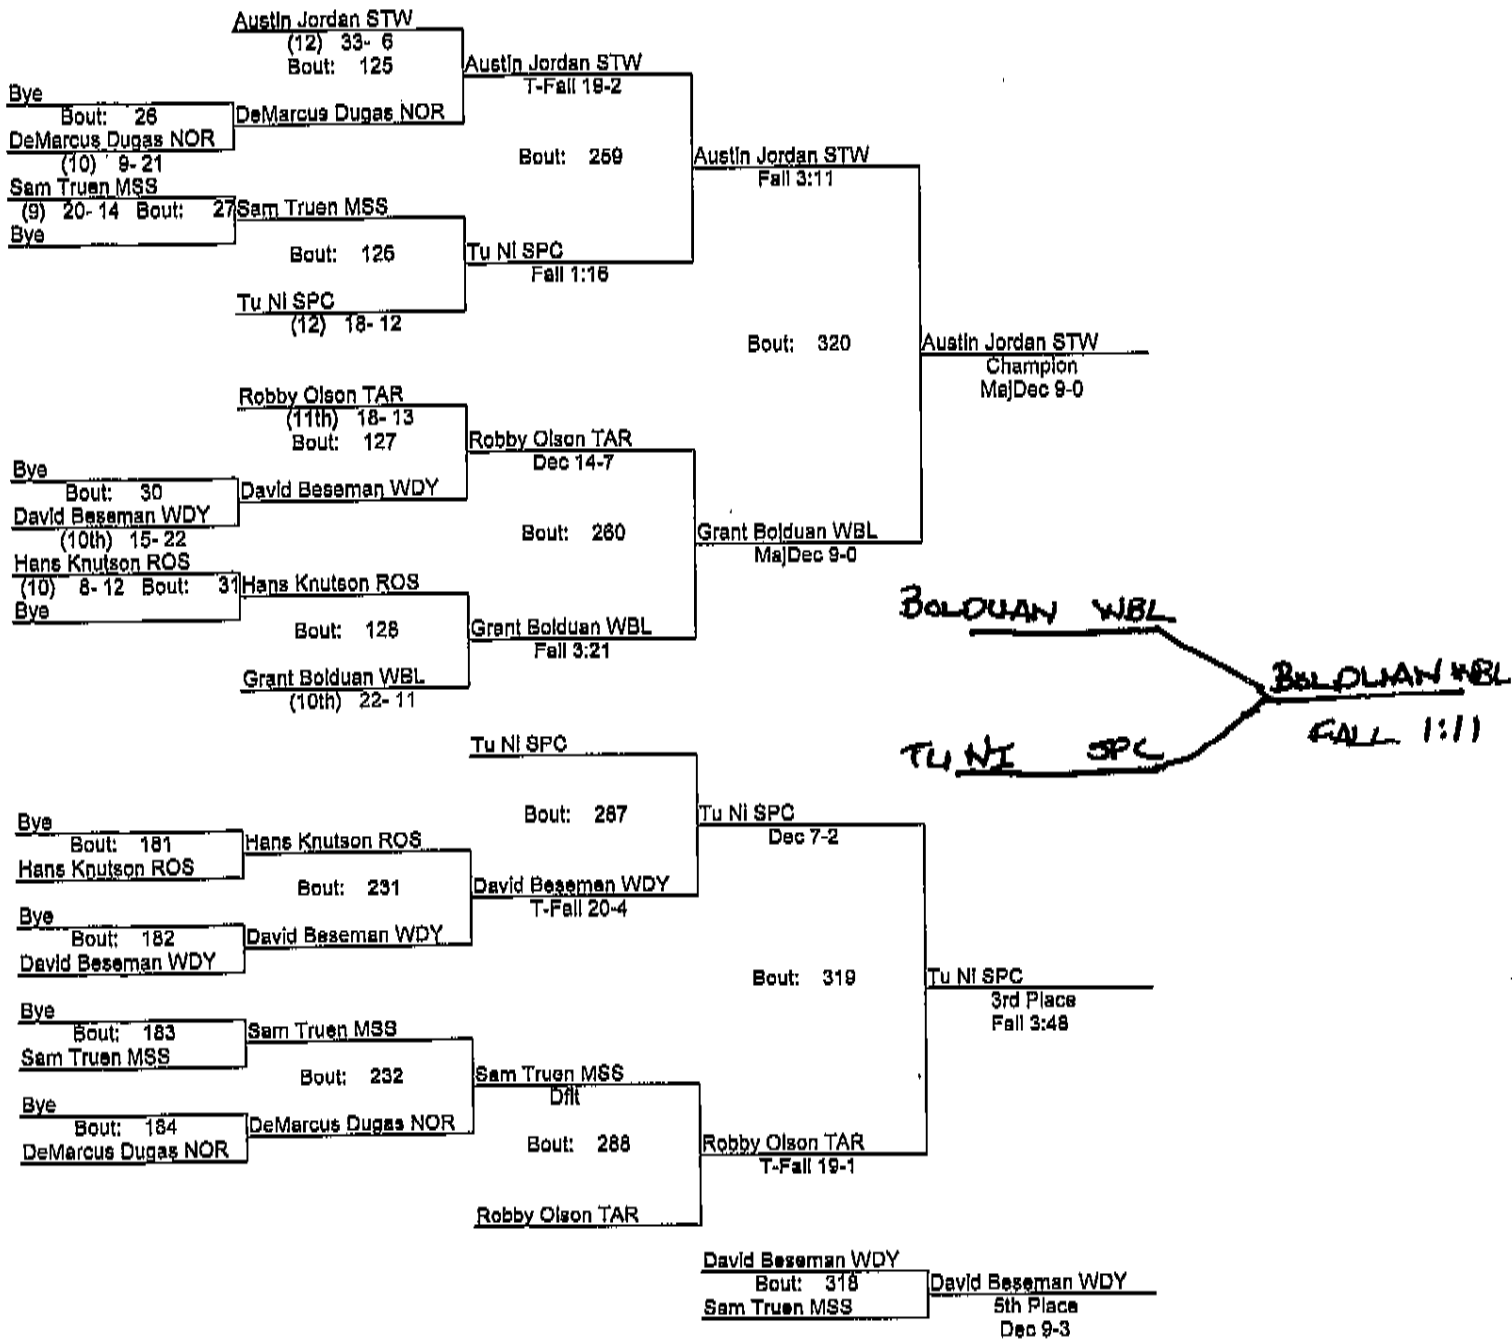 Austin Jordan STW
(12) 33- 6
Bout: 125
Austin Jordan STW
T-Fall 19-2
Bye
Bout: 26
DeMarcus Dugas NOR
DeMarcus Dugas NOR
(10) 9- 21
Bout: 259
Austin Jordan STW
Fall 3:11
Sam Truen MSS
(9) 20- 14 Bout: 27
Sam Truen MSS
Bye
Bout: 126
Tu Ni SPC
Fall 1:16
Tu Ni SPC
(12) 18- 12
Bout: 320
Austin Jordan STW
Champion
MajDec 9-0
Robby Olson TAR
(11th) 18- 13
Bout: 127
Robby Olson TAR
Dec 14-7
Bye
Bout: 30
David Beseman WDY
David Beseman WDY
(10th) 15- 22
Bout: 260
Grant Bolduan WBL
MajDec 9-0
Hans Knutson ROS
(10) 8- 12 Bout: 31
Hans Knutson ROS
Bye
Bout: 128
Grant Bolduan WBL
Fall 3:21
Grant Bolduan WBL
(10th) 22- 11
BOLDUAN WBL
BOLDUAN WBL
FALL 1:11
TU NI SPC
Tu Ni SPC
Bout: 287
Tu Ni SPC
Dec 7-2
Bye
Bout: 181
Hans Knutson ROS
Hans Knutson ROS
Bout: 231
David Beseman WDY
T-Fall 20-4
Bye
Bout: 182
David Beseman WDY
David Beseman WDY
Bout: 319
Tu Ni SPC
3rd Place
Fall 3:48
Bye
Bout: 183
Sam Truen MSS
Sam Truen MSS
Bout: 232
Sam Truen MSS
Dflt
Bye
Bout: 184
DeMarcus Dugas NOR
DeMarcus Dugas NOR
Bout: 288
Robby Olson TAR
T-Fall 19-1
Robby Olson TAR
David Beseman WDY
Bout: 318
Sam Truen MSS
David Beseman WDY
5th Place
Dec 9-3